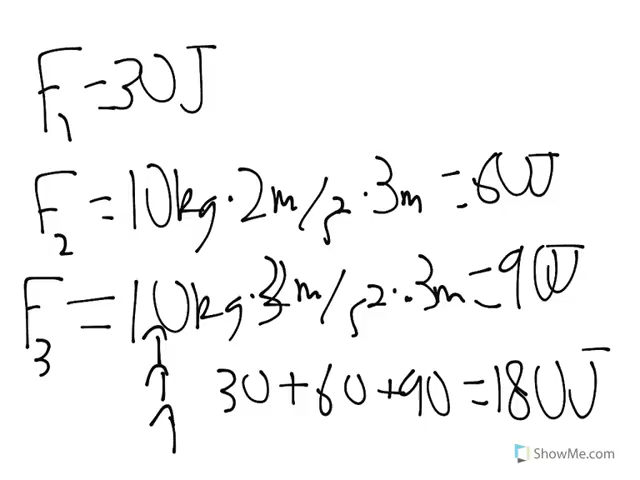 F₁=30J
F₂=10kg·2m/s²·3m=60J
F₃=10kg·3m/s²·3m=90J
30+60+90=180J
ShowMe.com